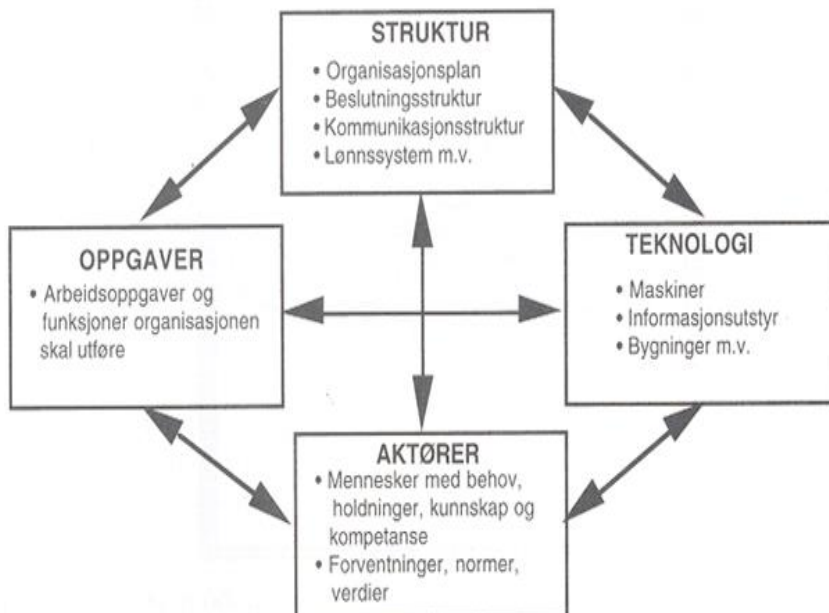 STRUKTUR
• Organisasjonsplan
• Beslutningsstruktur
• Kommunikasjonsstruktur
• Lønnssystem m.v.
OPPGAVER
• Arbeidsoppgaver og
funksjoner organisasjonen
skal utføre
TEKNOLOGI
• Maskiner
• Informasjonsutstyr
• Bygninger m.v.
AKTØRER
• Mennesker med behov,
holdninger, kunnskap og
kompetanse
• Forventninger, normer,
verdier